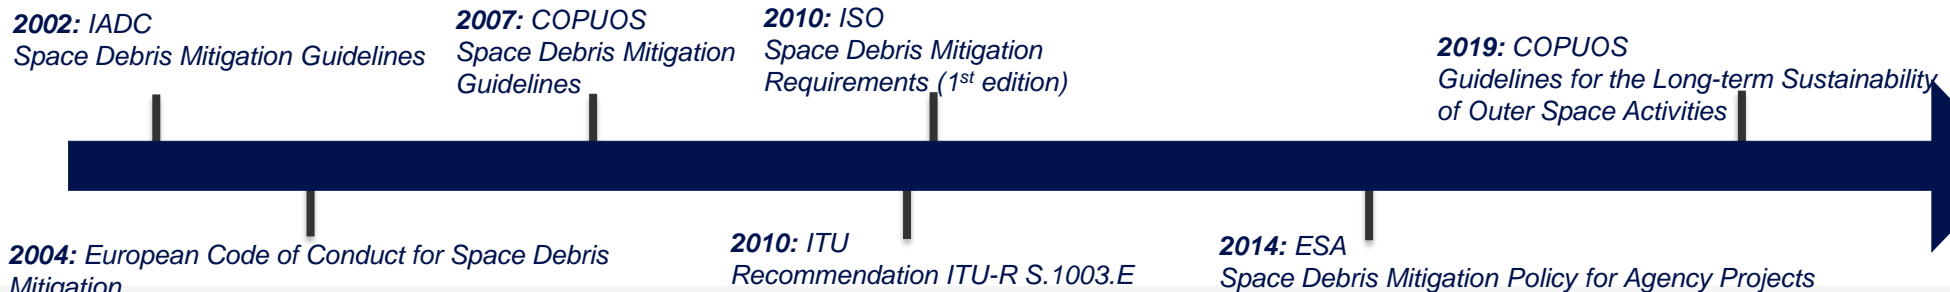 2002: IADC
Space Debris Mitigation Guidelines
2007: COPUOS
Space Debris Mitigation
Guidelines
2010: ISO
Space Debris Mitigation
Requirements (1st edition)
2019: COPUOS
Guidelines for the Long-term Sustainability
of Outer Space Activities
2004: European Code of Conduct for Space Debris
Mitigation
2010: ITU
Recommendation ITU-R S.1003.E
2014: ESA
Space Debris Mitigation Policy for Agency Projects